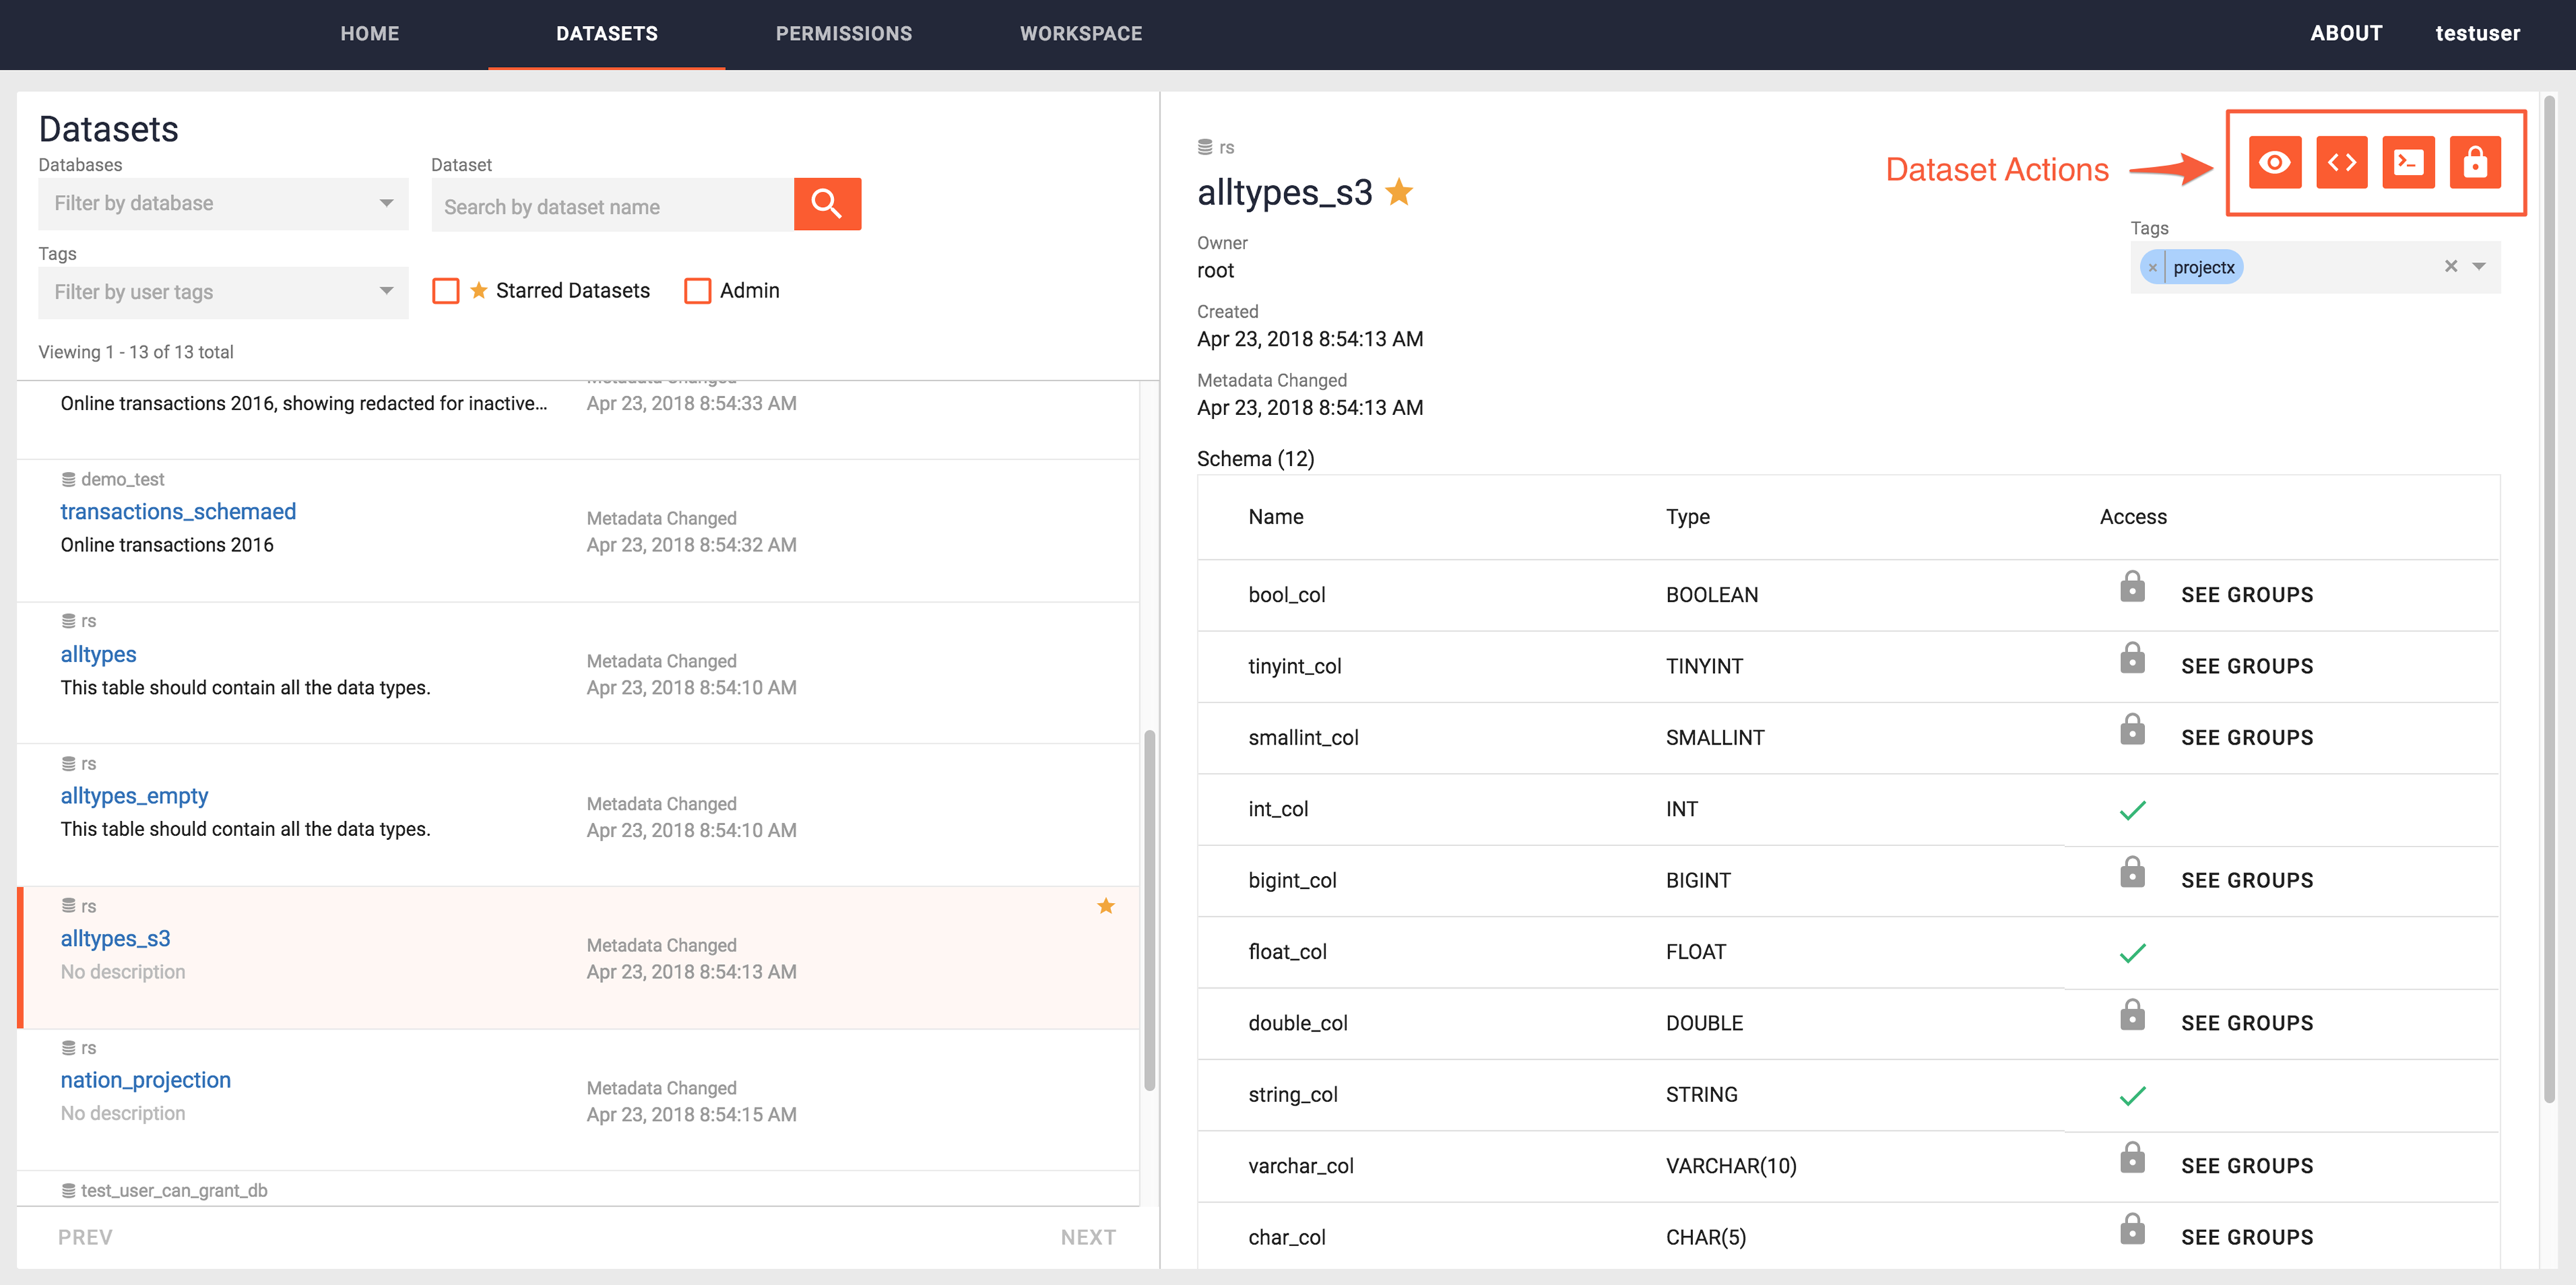 HOME DATASETS PERMISSIONS WORKSPACE ABOUT testuser
Datasets
Databases Dataset
Filter by database Search by dataset name
Tags
Filter by user tags Starred Datasets Admin
Viewing 1 - 13 of 13 total
Metadata Changed
Online transactions 2016, showing redacted for inactive... Apr 23, 2018 8:54:33 AM
demo_test
transactions_schemaed Metadata Changed
Online transactions 2016 Apr 23, 2018 8:54:32 AM
rs
alltypes Metadata Changed
This table should contain all the data types. Apr 23, 2018 8:54:10 AM
rs
alltypes_empty Metadata Changed
This table should contain all the data types. Apr 23, 2018 8:54:10 AM
rs
alltypes_s3 Metadata Changed
No description Apr 23, 2018 8:54:13 AM
rs
nation_projection Metadata Changed
No description Apr 23, 2018 8:54:15 AM
test_user_can_grant_db
PREV NEXT
rs
alltypes_s3
Dataset Actions
Owner
root
Tags
projectx
Created
Apr 23, 2018 8:54:13 AM
Metadata Changed
Apr 23, 2018 8:54:13 AM
Schema (12)
Name Type Access
bool_col BOOLEAN SEE GROUPS
tinyint_col TINYINT SEE GROUPS
smallint_col SMALLINT SEE GROUPS
int_col INT
bigint_col BIGINT SEE GROUPS
float_col FLOAT
double_col DOUBLE SEE GROUPS
string_col STRING
varchar_col VARCHAR(10) SEE GROUPS
char_col CHAR(5) SEE GROUPS